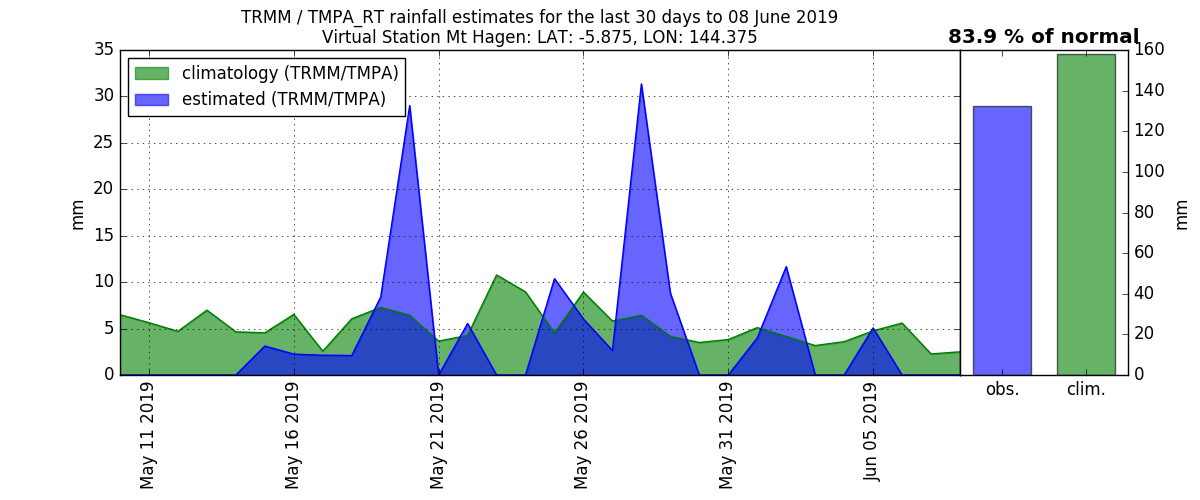 TRMM / TMPA_RT rainfall estimates for the last 30 days to 08 June 2019
Virtual Station Mt Hagen: LAT: -5.875, LON: 144.375
83.9 % of normal
climatology (TRMM/TMPA)
estimated (TRMM/TMPA)
35
30
25
20
15
10
5
0
mm
May 11 2019
May 16 2019
May 21 2019
May 26 2019
May 31 2019
Jun 05 2019
160
140
120
100
80
60
40
20
0
mm
obs.
clim.